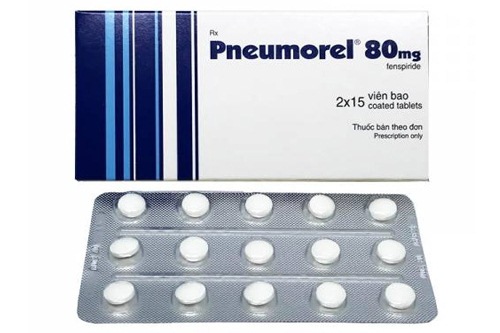 Rx
Pneumorel® 80mg
fenspiride
2x15 viên bao
coated tablets
Thuốc bán theo đơn
Prescription only